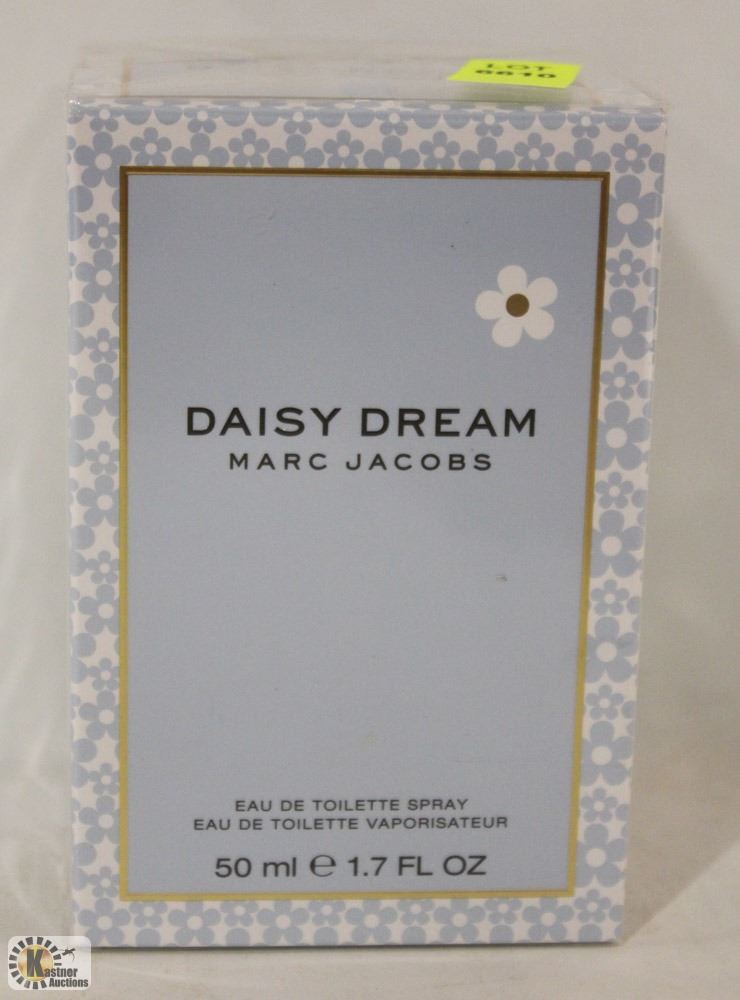 LOT
6610
DAISY DREAM
MARC JACOBS
EAU DE TOILETTE SPRAY
EAU DE TOILETTE VAPORISATEUR
50 ml ℮ 1.7 FL OZ
Kastner
Auctions